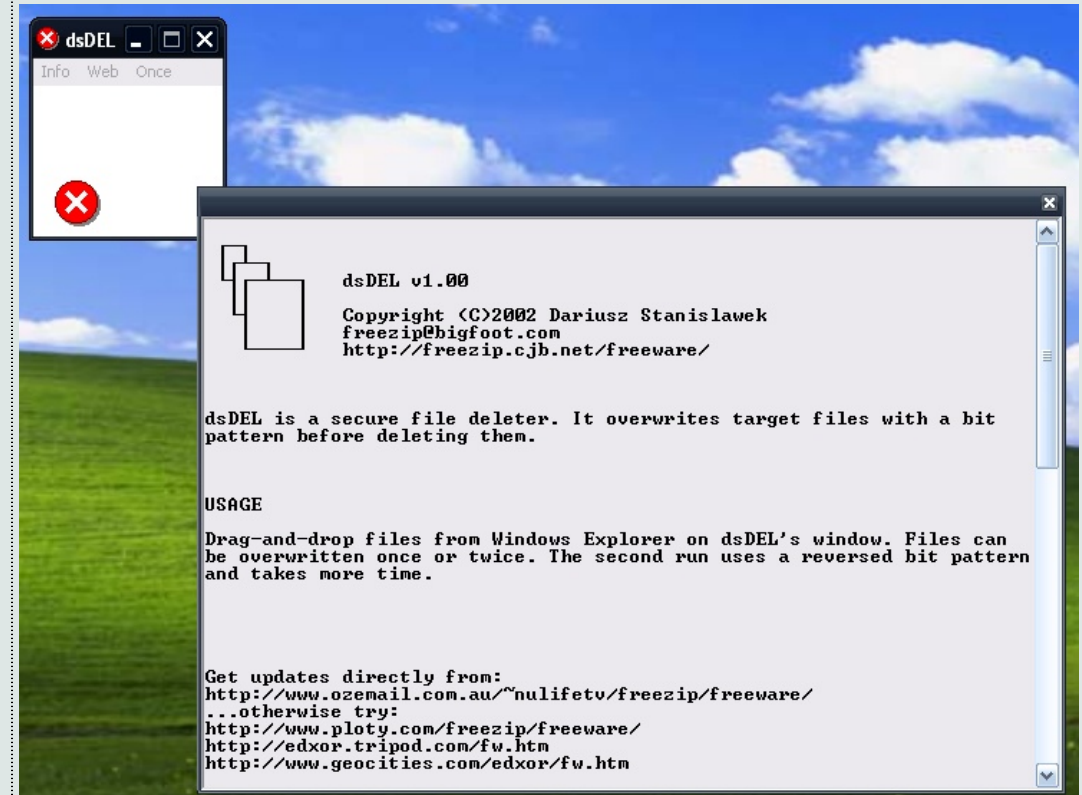 dsDEL
Info Web Once
dsDEL v1.00
Copyright (C)2002 Dariusz Stanislawek
freezip@bigfoot.com
http://freezip.cjb.net/freeware/
dsDEL is a secure file deleter. It overwrites target files with a bit
pattern before deleting them.
USAGE
Drag-and-drop files from Windows Explorer on dsDEL's window. Files can
be overwritten once or twice. The second run uses a reversed bit pattern
and takes more time.
Get updates directly from:
http://www.ozemail.com.au/~nulifetv/freezip/freeware/
...otherwise try:
http://www.ploty.com/freezip/freeware/
http://edxor.tripod.com/fw.htm
http://www.geocities.com/edxor/fw.htm